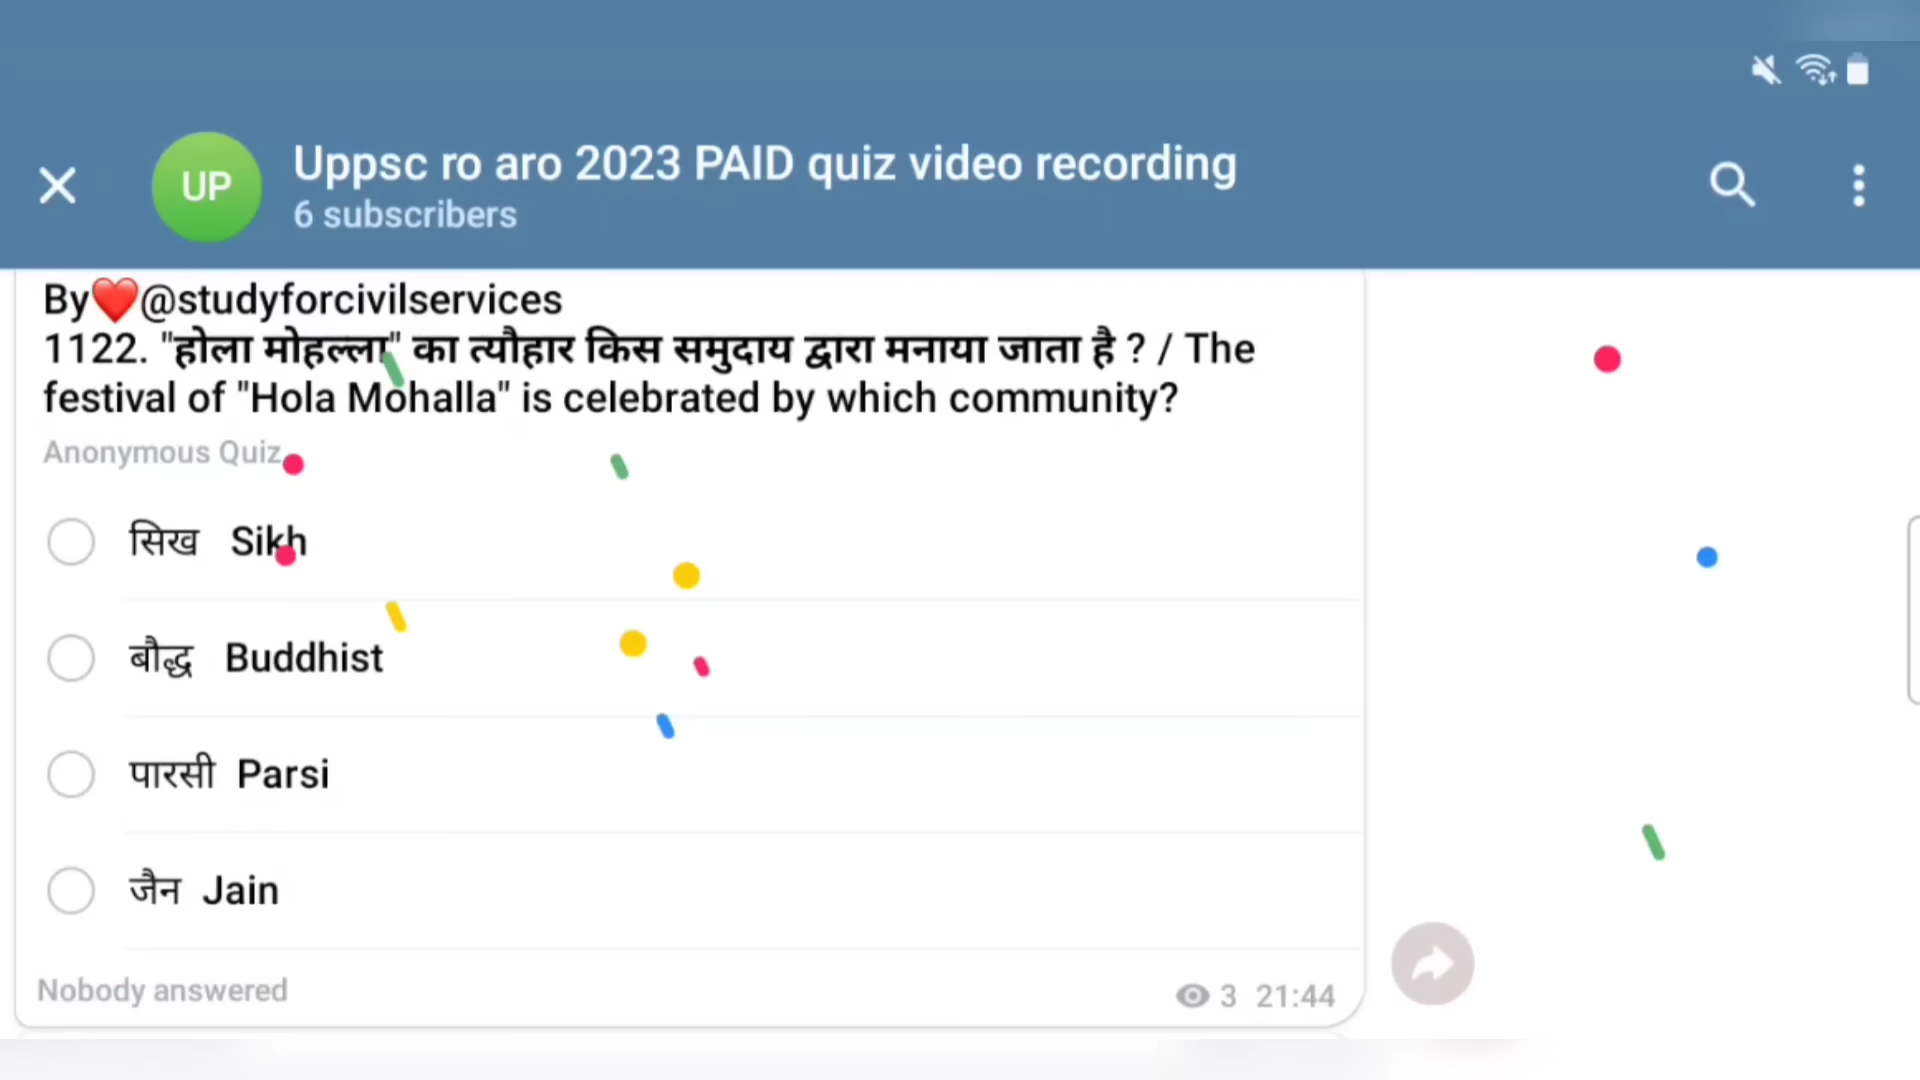 Uppsc ro aro 2023 PAID quiz video recording
UP
6 subscribers
By❤️@studyforcivilservices
1122. "होला मोहल्ला" का त्यौहार किस समुदाय द्वारा मनाया जाता है ? / The
festival of "Hola Mohalla" is celebrated by which community?
Anonymous Quiz
सिख Sikh
बौद्ध Buddhist
पारसी Parsi
जैन Jain
Nobody answered
3 21:44